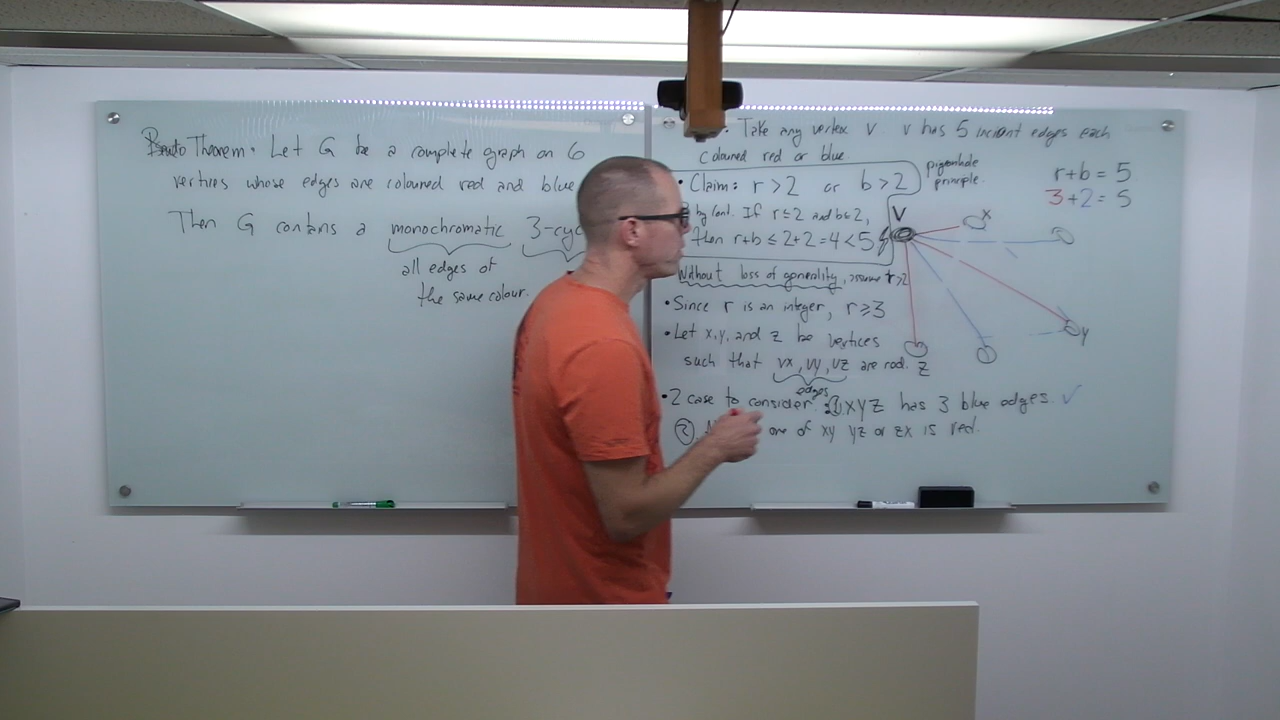 Theorem. Let G be a complete graph on 6
vertices whose edges are coloured red and blue
Then G contains a monochromatic 3-cyc
all edges of
the same colour.
Take any vertex v. v has 5 incident edges each
coloured red or blue.
• Claim: r > 2 or b > 2
pigeonhole
principle.
by cont. If r ≤ 2 and b ≤ 2,
then r+b ≤ 2+2 = 4 < 5
Without loss of generality, assume r > 2
• Since r is an integer, r ≥ 3
• Let x, y, and z be vertices
such that vx, vy, vz are red.
edges
• 2 case to consider: ① xyz has 3 blue edges. ✓
② one of xy yz or zx is red.
r+b = 5
3+2 = 5
V
x
y
z